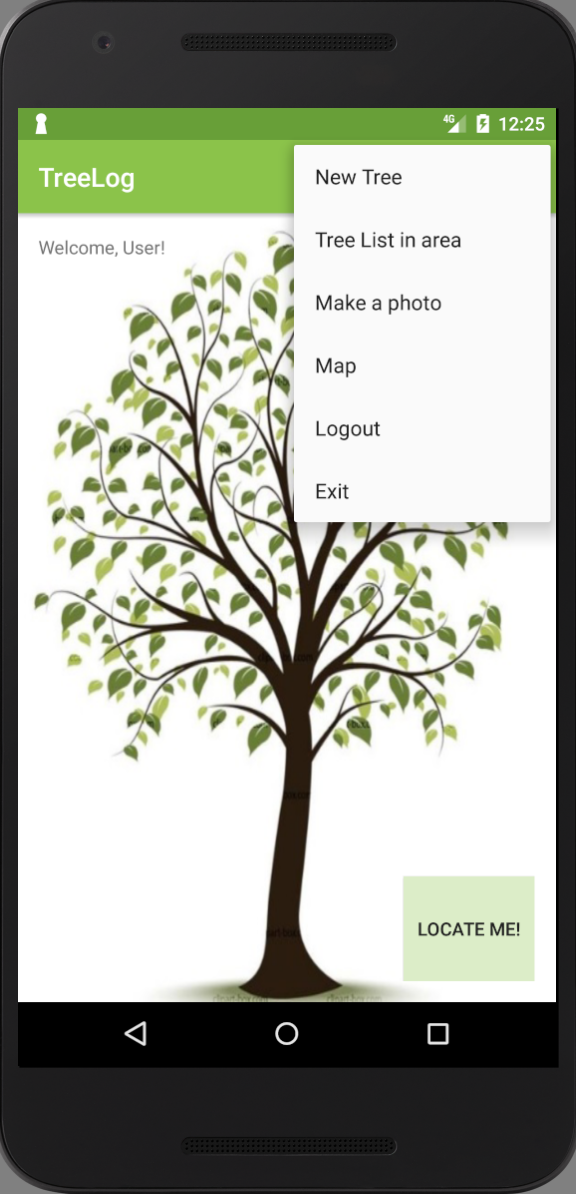 4G 12:25
TreeLog
Welcome, User!
New Tree
Tree List in area
Make a photo
Map
Logout
Exit
LOCATE ME!